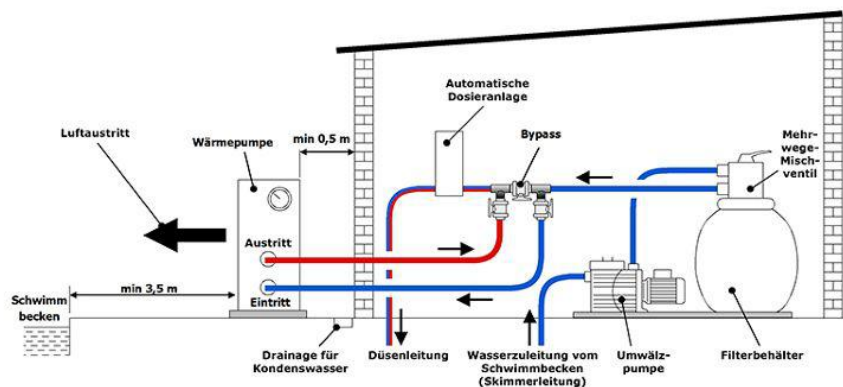 Automatische
Dosieranlage
Luftaustritt
Wärmepumpe
min 0,5 m
Bypass
Mehr-
wege-
Misch-
ventil
Austritt
Eintritt
min 3,5 m
Schwimm
becken
Drainage für
Kondenswasser
Düsenleitung
Wasserzuleitung vom
Schwimmbecken
(Skimmerleitung)
Umwälz-
pumpe
Filterbehälter